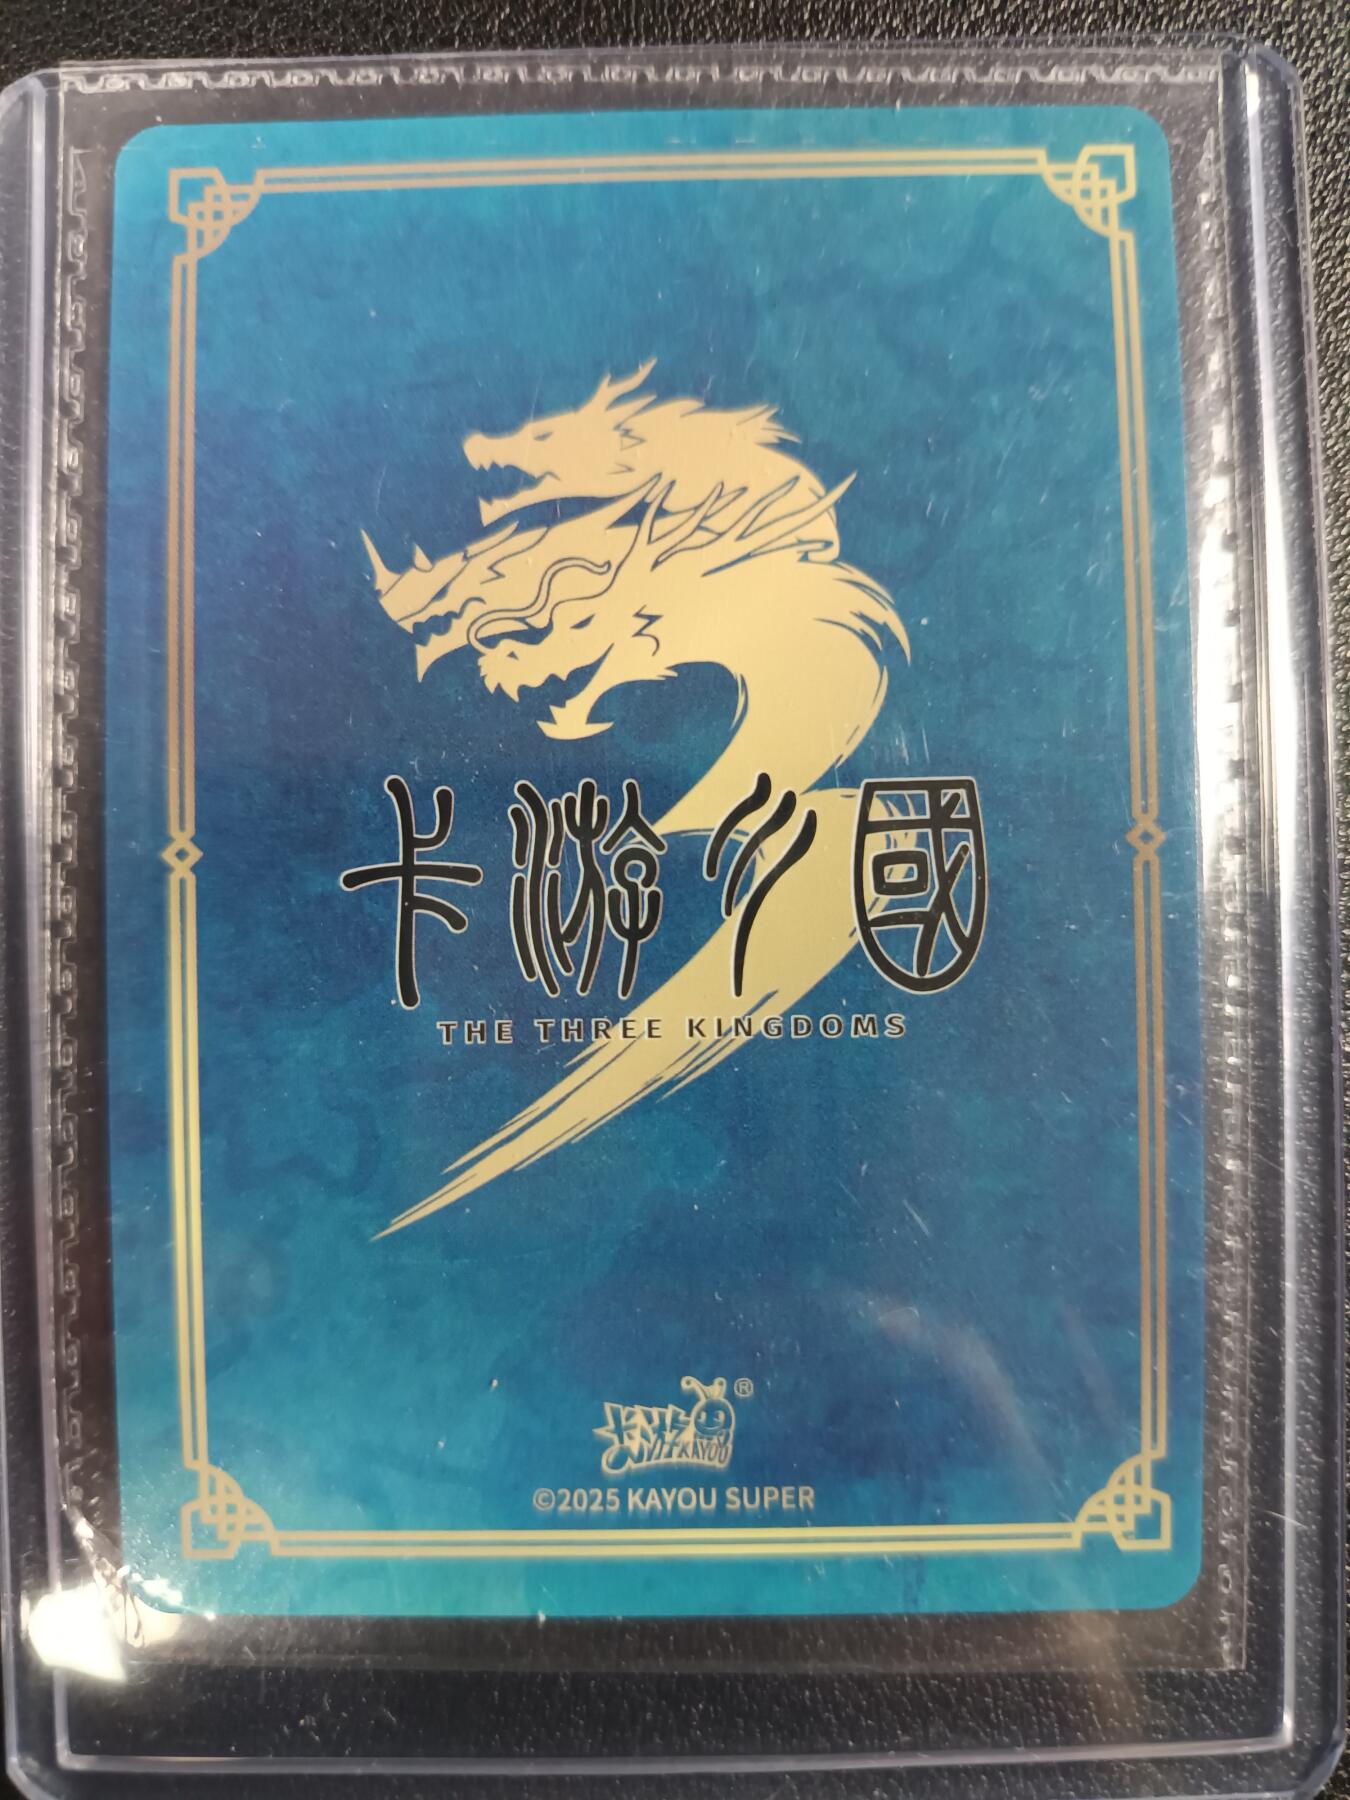 卡游三國
THE THREE KINGDOMS
卡游 KAYOU ®
©2025 KAYOU SUPER